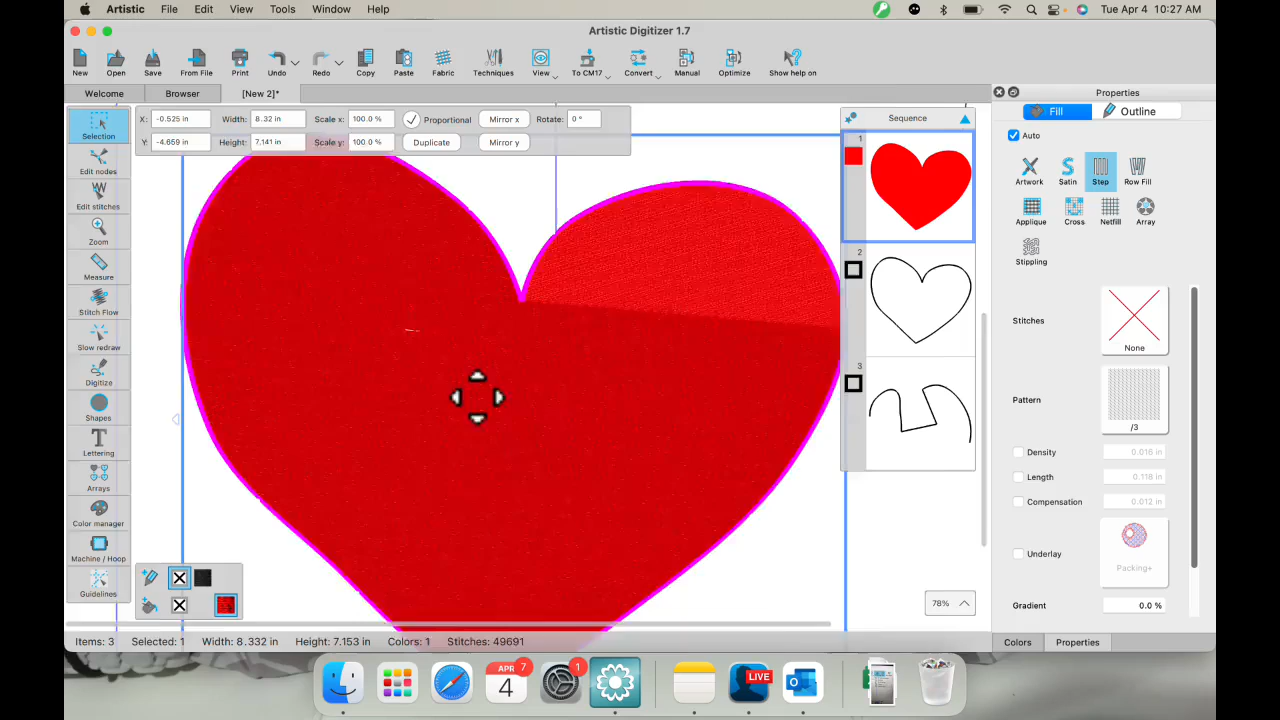 Artistic File Edit View Tools Window Help Tue Apr 4 10:27 AM
Artistic Digitizer 1.7
New Open Save From File Print Undo Redo Copy Paste Fabric Techniques View To CM17 Convert Manual Optimize Show help on
Welcome Browser [New 2]*
X: -0.525 in Width: 8.32 in Scale x: 100.0 % Proportional Mirror x Rotate: 0 °
Y: -4.659 in Height: 7.141 in Scale y: 100.0 % Duplicate Mirror y
Selection
Edit nodes
Edit stitches
Zoom
Measure
Stitch Flow
Slow redraw
Digitize
Shapes
Lettering
Arrays
Color manager
Machine / Hoop
Guidelines
Sequence
1
2
3
78%
Properties
Fill Outline
Auto
Artwork Satin Step Row Fill
Applique Cross Netfill Array
Stippling
Stitches
None
Pattern
/3
Density 0.016 in
Length 0.118 in
Compensation 0.012 in
Underlay
Packing+
Gradient 0.0 %
Colors Properties
Items: 3 Selected: 1 Width: 8.332 in Height: 7.153 in Colors: 1 Stitches: 49691
APR 7
4
1
LIVE